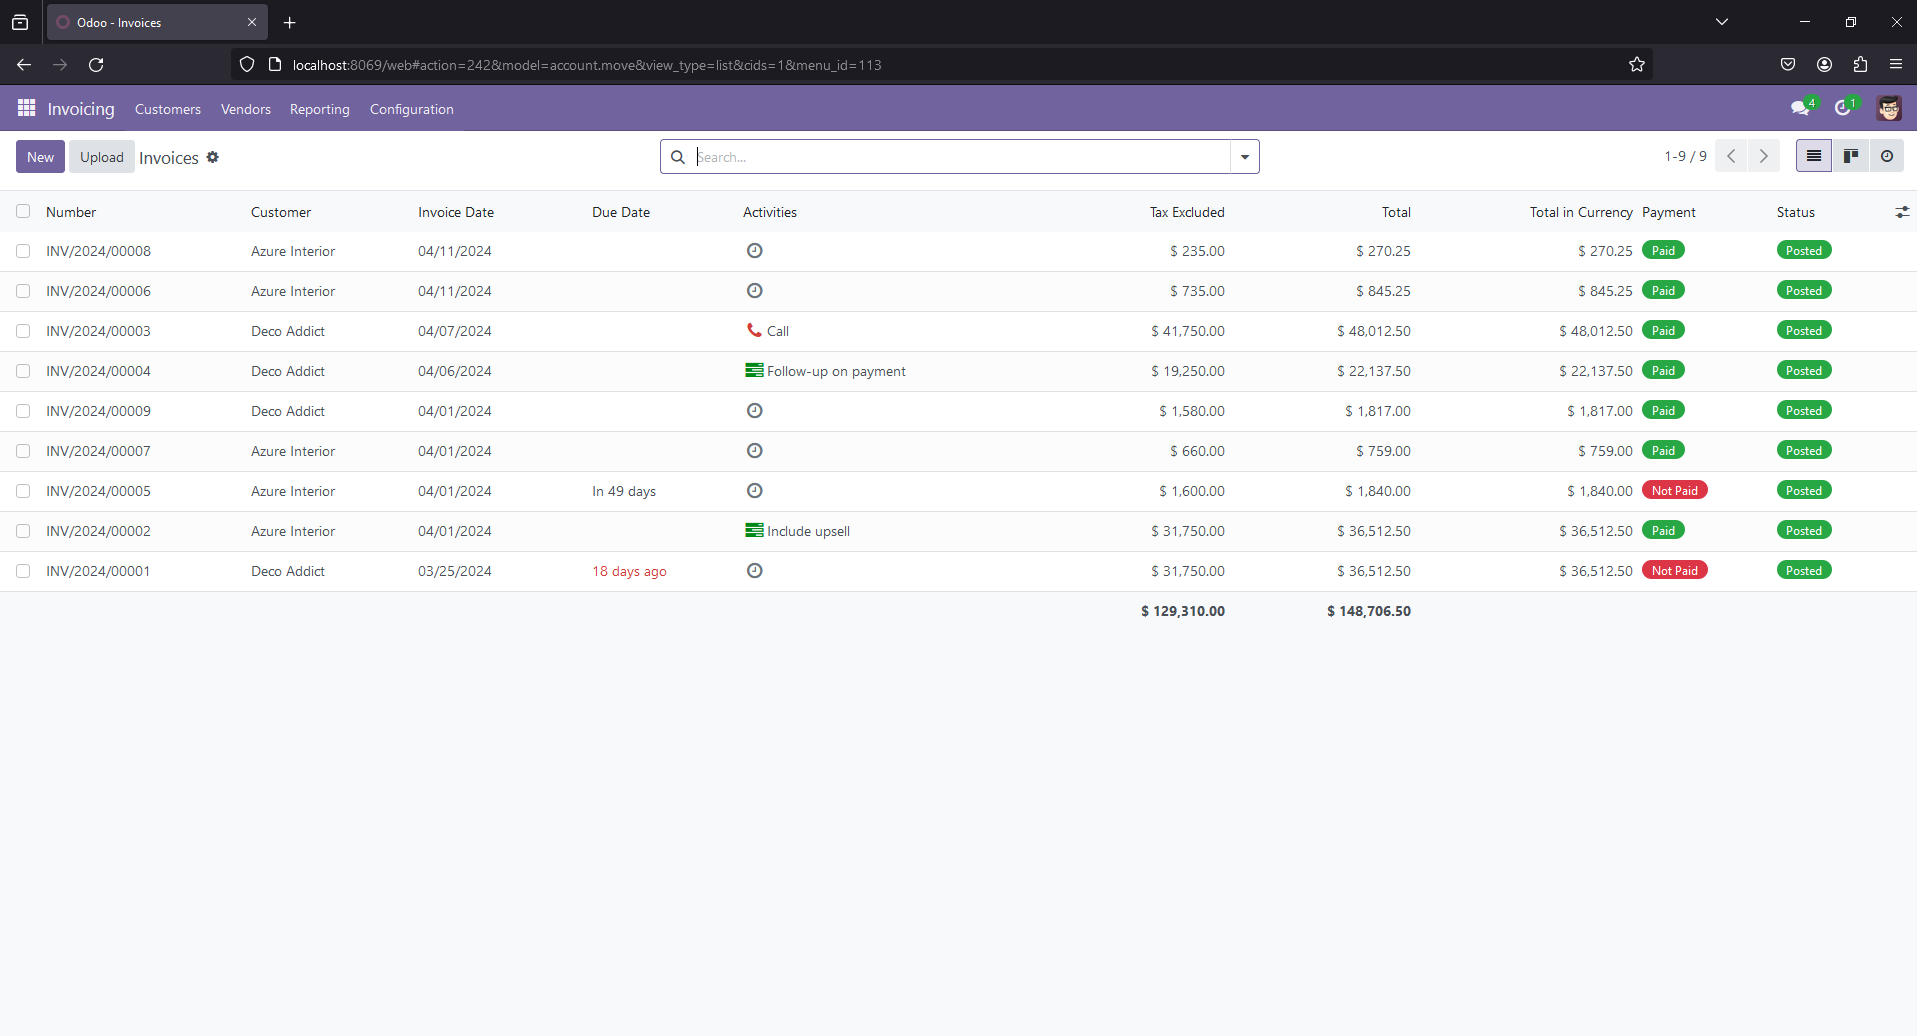 Odoo - Invoices
localhost:8069/web#action=242&model=account.move&view_type=list&cids=1&menu_id=113
Invoicing Customers Vendors Reporting Configuration 4 1
New Upload Invoices Search... 1-9 / 9
Number Customer Invoice Date Due Date Activities Tax Excluded Total Total in Currency Payment Status
INV/2024/00008 Azure Interior 04/11/2024 $ 235.00 $ 270.25 $ 270.25 Paid Posted
INV/2024/00006 Azure Interior 04/11/2024 $ 735.00 $ 845.25 $ 845.25 Paid Posted
INV/2024/00003 Deco Addict 04/07/2024 Call $ 41,750.00 $ 48,012.50 $ 48,012.50 Paid Posted
INV/2024/00004 Deco Addict 04/06/2024 Follow-up on payment $ 19,250.00 $ 22,137.50 $ 22,137.50 Paid Posted
INV/2024/00009 Deco Addict 04/01/2024 $ 1,580.00 $ 1,817.00 $ 1,817.00 Paid Posted
INV/2024/00007 Azure Interior 04/01/2024 $ 660.00 $ 759.00 $ 759.00 Paid Posted
INV/2024/00005 Azure Interior 04/01/2024 In 49 days $ 1,600.00 $ 1,840.00 $ 1,840.00 Not Paid Posted
INV/2024/00002 Azure Interior 04/01/2024 Include upsell $ 31,750.00 $ 36,512.50 $ 36,512.50 Paid Posted
INV/2024/00001 Deco Addict 03/25/2024 18 days ago $ 31,750.00 $ 36,512.50 $ 36,512.50 Not Paid Posted
$ 129,310.00 $ 148,706.50